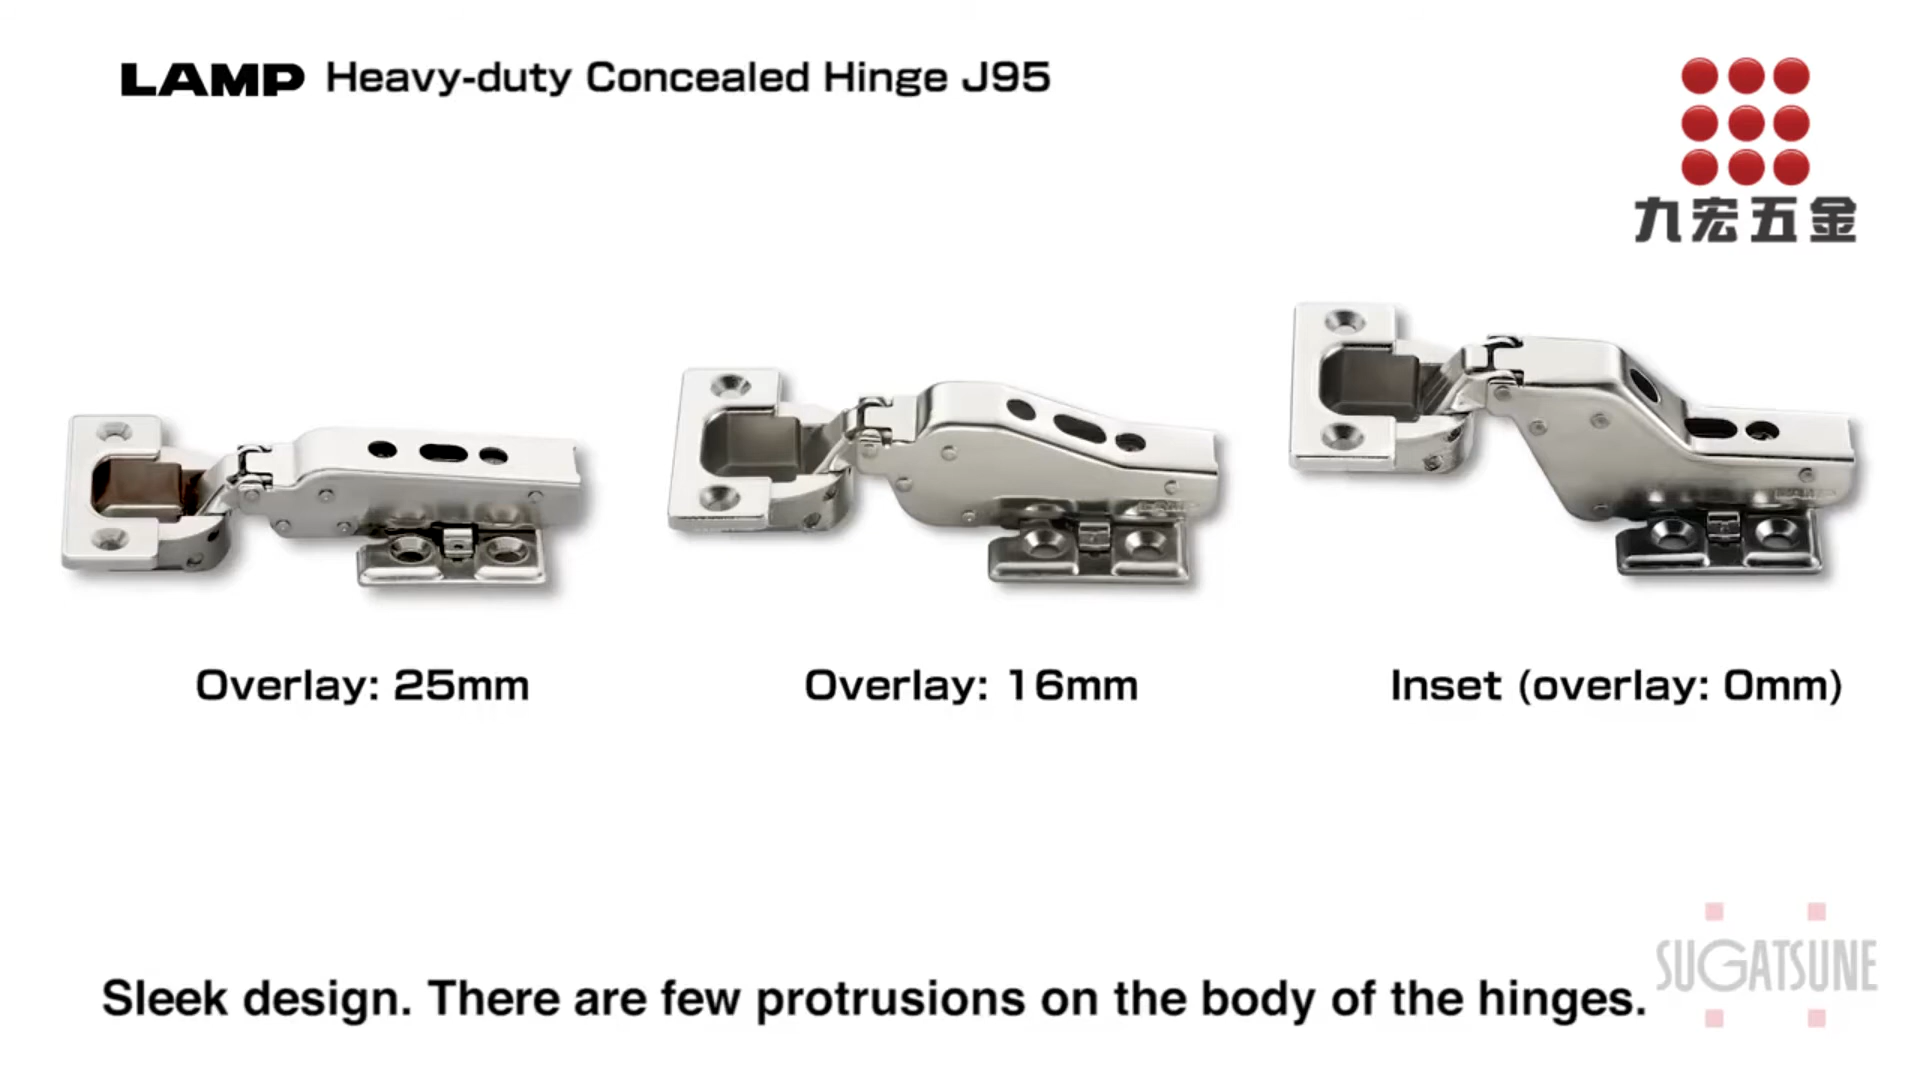 LAMP Heavy-duty Concealed Hinge J95
九宏五金
Overlay: 25mm
Overlay: 16mm
Inset (overlay: 0mm)
Sleek design. There are few protrusions on the body of the hinges.
SUGATSUNE